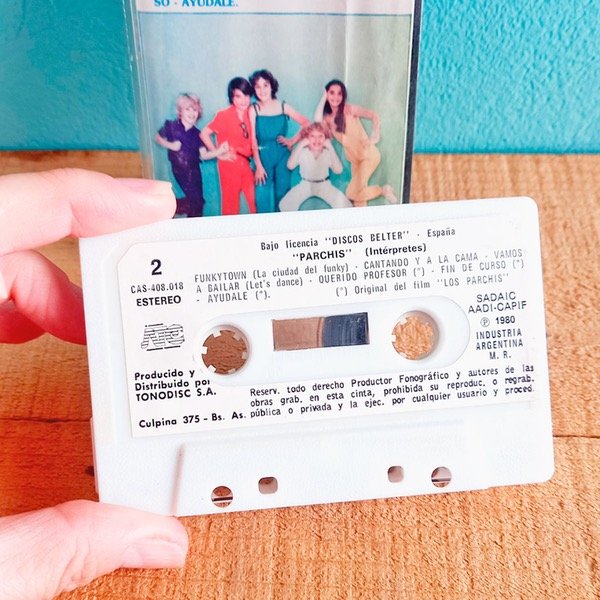 SO - AYUDALE.
Bajo licencia "DISCOS BELTER" - España
"PARCHIS" (Intérpretes)
2
CAS-408.018
ESTEREO
FUNKYTOWN (La ciudad del funky) - CANTANDO Y A LA CAMA - VAMOS
A BAILAR (Let's dance) - QUERIDO PROFESOR (*) - FIN DE CURSO (*)
- AYUDALE (*). (*) Original del film "LOS PARCHIS"
SADAIC
AADI-CAPIF
Ⓟ 1980
INDUSTRIA
ARGENTINA
M. R.
Producido y
Distribuido por
TONODISC S.A.
Culpina 375 - Bs. As.
Reserv. todo derecho Productor Fonográfico y autores de las
obras grab. en esta cinta, prohibida su reproduc. o regrab.
pública o privada y la ejec. por cualquier usuario y proced.